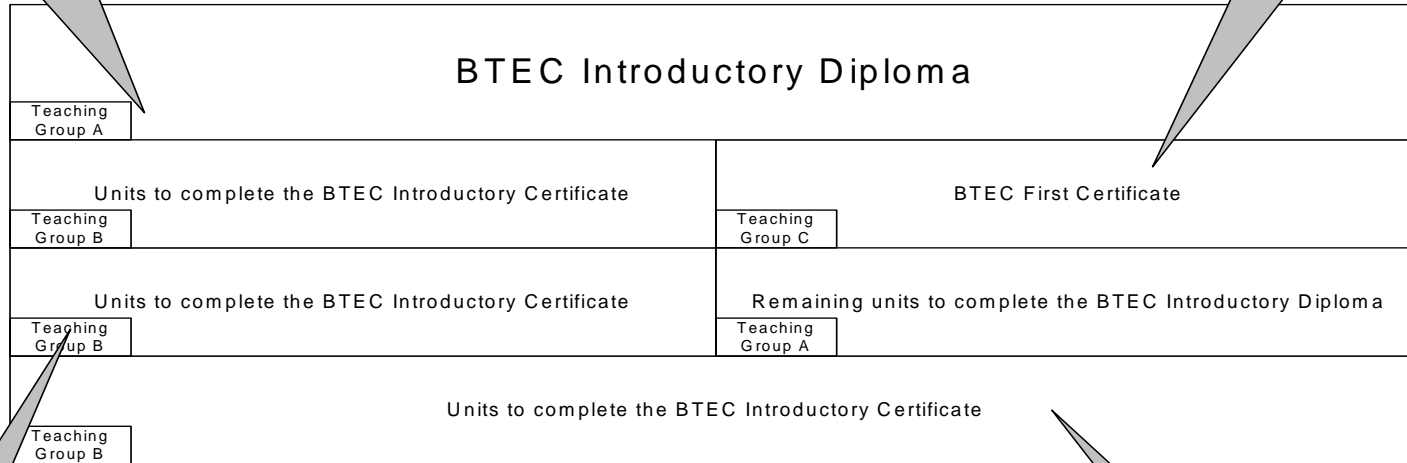 BTEC Introductory Diploma
Teaching
Group A
Units to complete the BTEC Introductory Certificate
Teaching
Group B
BTEC First Certificate
Teaching
Group C
Units to complete the BTEC Introductory Certificate
Teaching
Group B
Remaining units to complete the BTEC Introductory Diploma
Teaching
Group A
Units to complete the BTEC Introductory Certificate
Teaching
Group B